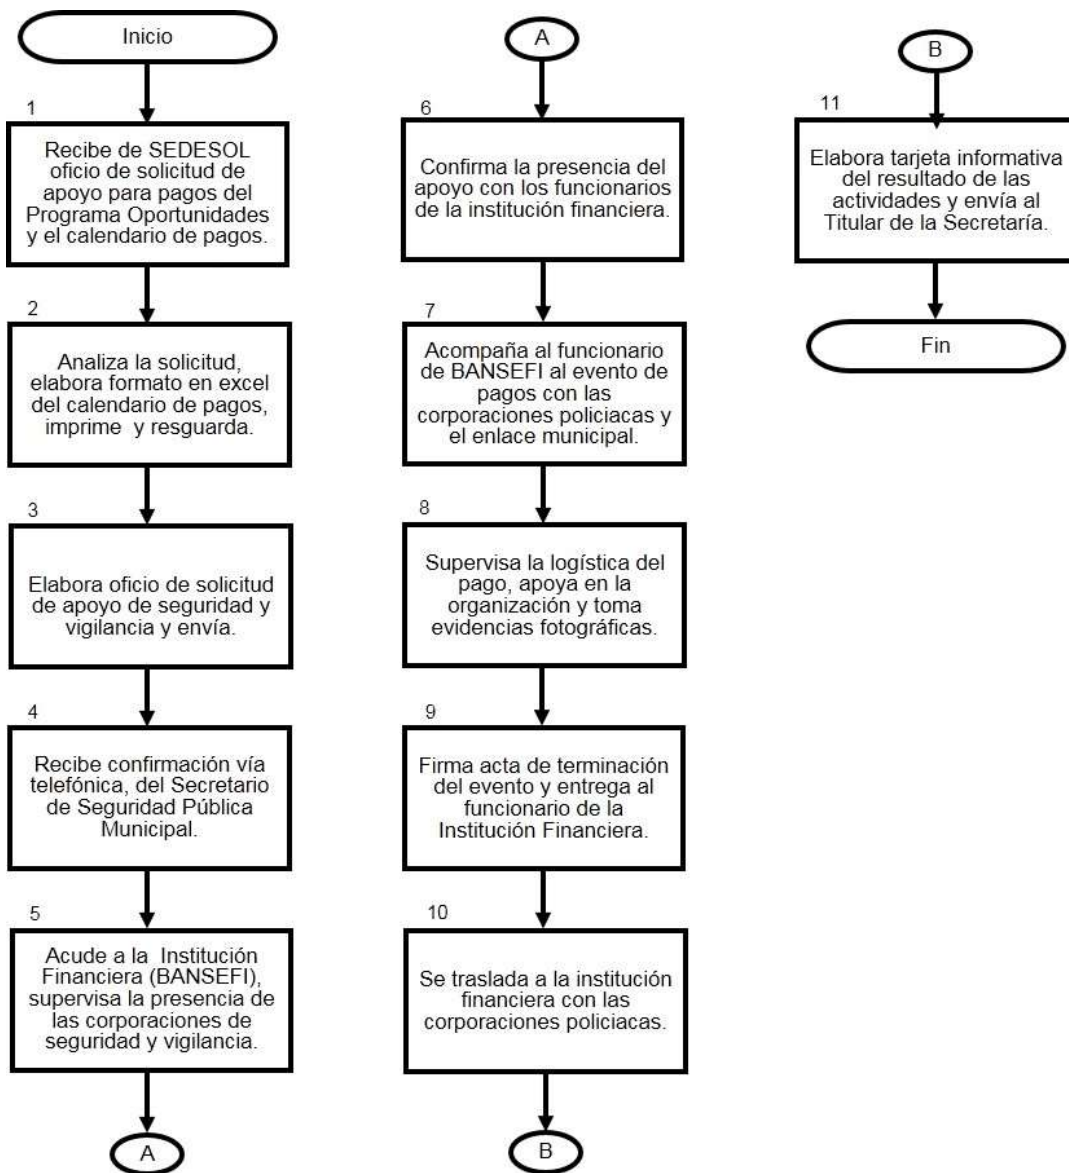 Inicio
1
Recibe de SEDESOL
oficio de solicitud de
apoyo para pagos del
Programa Oportunidades
y el calendario de pagos.
2
Analiza la solicitud,
elabora formato en excel
del calendario de pagos,
imprime y resguarda.
3
Elabora oficio de solicitud
de apoyo de seguridad y
vigilancia y envía.
4
Recibe confirmación vía
telefónica, del Secretario
de Seguridad Pública
Municipal.
5
Acude a la Institución
Financiera (BANSEFI),
supervisa la presencia de
las corporaciones de
seguridad y vigilancia.
A
A
6
Confirma la presencia del
apoyo con los funcionarios
de la institución financiera.
7
Acompaña al funcionario
de BANSEFI al evento de
pagos con las
corporaciones policiacas y
el enlace municipal.
8
Supervisa la logística del
pago, apoya en la
organización y toma
evidencias fotográficas.
9
Firma acta de terminación
del evento y entrega al
funcionario de la
Institución Financiera.
10
Se traslada a la institución
financiera con las
corporaciones policiacas.
B
B
11
Elabora tarjeta informativa
del resultado de las
actividades y envía al
Titular de la Secretaría.
Fin